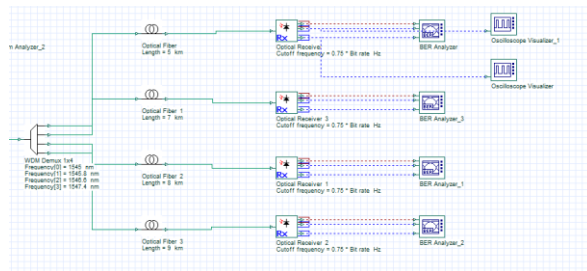 Optical Fiber
Length = 5 km
Optical Receiver
Cutoff frequency = 0.75 * Bit rate Hz
BER Analyzer
Oscilloscope Visualizer_1
Analyzer_2
Oscilloscope Visualizer
Optical Fiber 1
Length = 7 km
Optical Receiver 3
Cutoff frequency = 0.75 * Bit rate Hz
BER Analyzer_3
WDM Demux 1x4
Frequency[0] = 1545 nm
Frequency[1] = 1545.8 nm
Frequency[2] = 1546.6 nm
Frequency[3] = 1547.4 nm
Optical Fiber 2
Length = 8 km
Optical Receiver 1
Cutoff frequency = 0.75 * Bit rate Hz
BER Analyzer_1
Optical Fiber 3
Length = 9 km
Optical Receiver 2
Cutoff frequency = 0.75 * Bit rate Hz
BER Analyzer_2